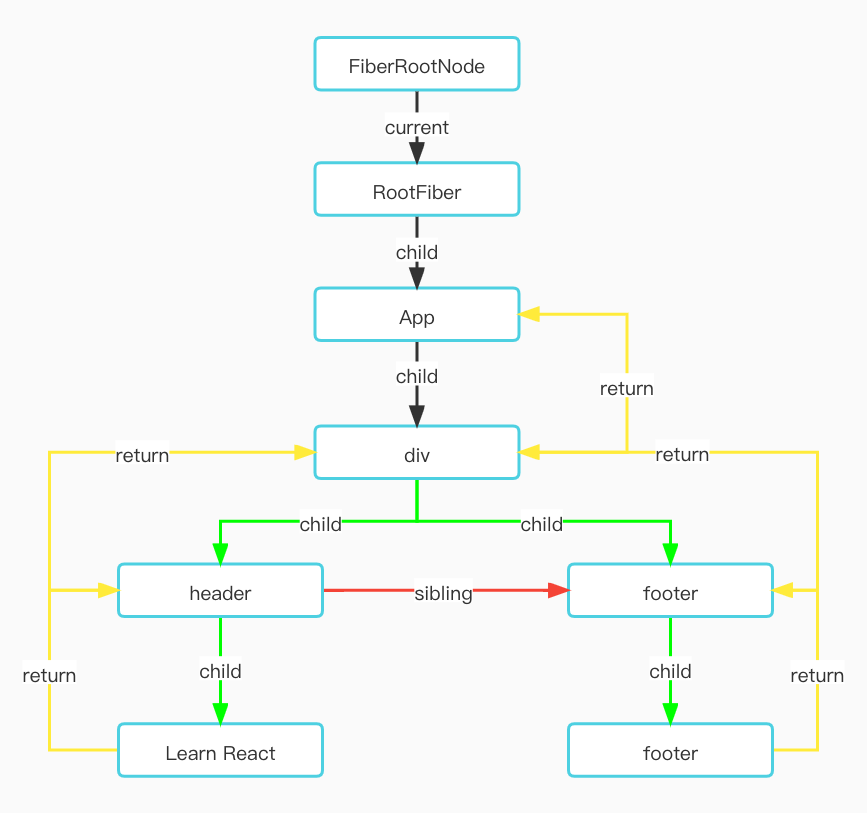 FiberRootNode
current
RootFiber
child
App
child
return
return
div
return
child
child
header
sibling
footer
return
child
child
return
Learn React
footer